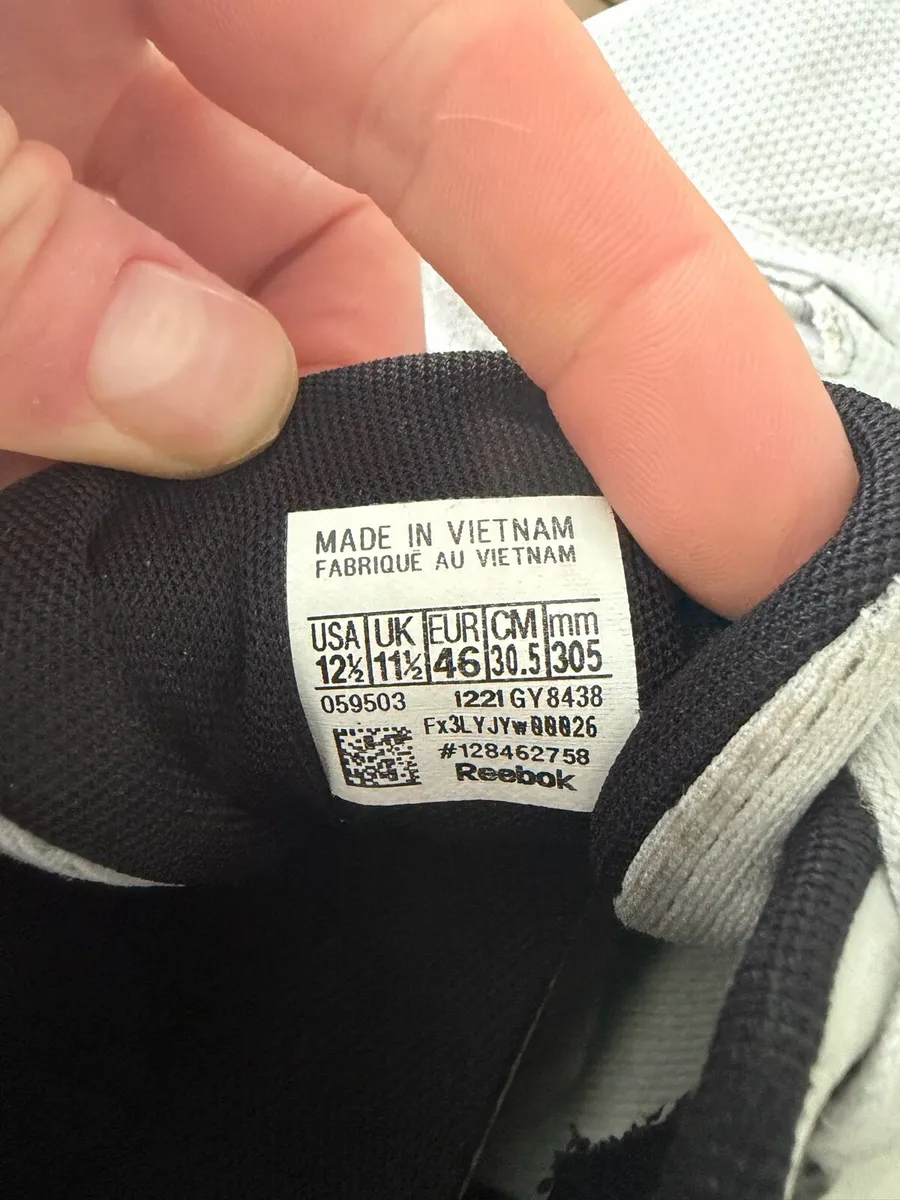 MADE IN VIETNAM
FABRIQUÉ AU VIETNAM
USA UK EUR CM mm
12½ 11½ 46 30.5 305
059503 1221 GY8438
#128462758
Reebok